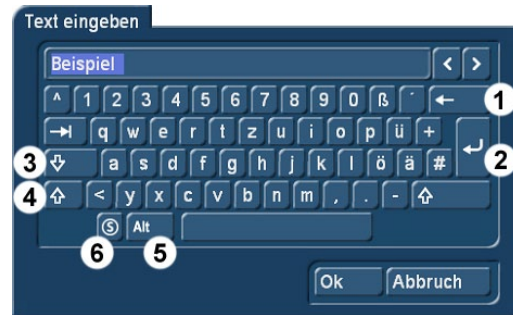 Text eingeben
Beispiel < >
^ 1 2 3 4 5 6 7 8 9 0 ß ´ ← 1
q w e r t z u i o p ü +
2
3 a s d f g h j k l ö ä #
4 < y x c v b n m , . -
S Alt
6 5
Ok Abbruch